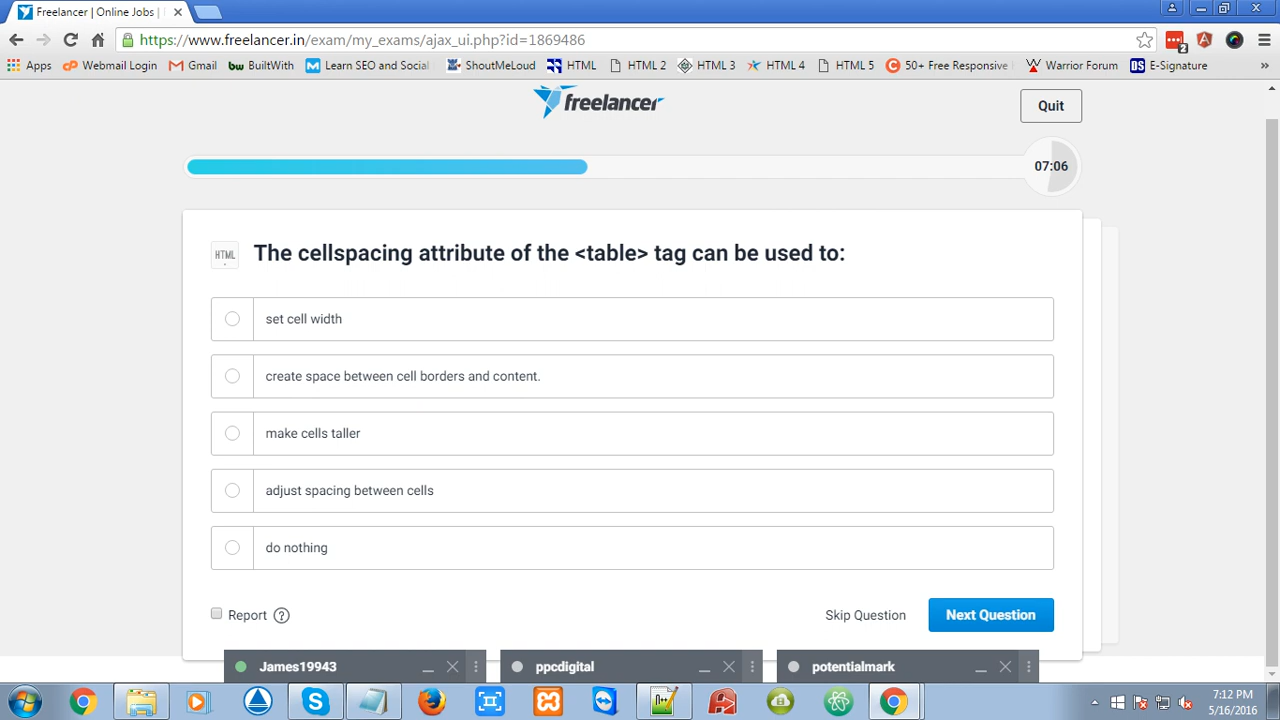 Freelancer | Online Jobs |
https://www.freelancer.in/exam/my_exams/ajax_ui.php?id=1869486
2
Apps Webmail Login Gmail BuiltWith Learn SEO and Social ShoutMeLoud HTML HTML 2 HTML 3 HTML 4 HTML 5 50+ Free Responsive Warrior Forum E-Signature »
freelancer
Quit
07:06
HTML The cellspacing attribute of the <table> tag can be used to:
set cell width
create space between cell borders and content.
make cells taller
adjust spacing between cells
do nothing
Report ? Skip Question Next Question
James19943 ppcdigital potentialmark
7:12 PM
5/16/2016